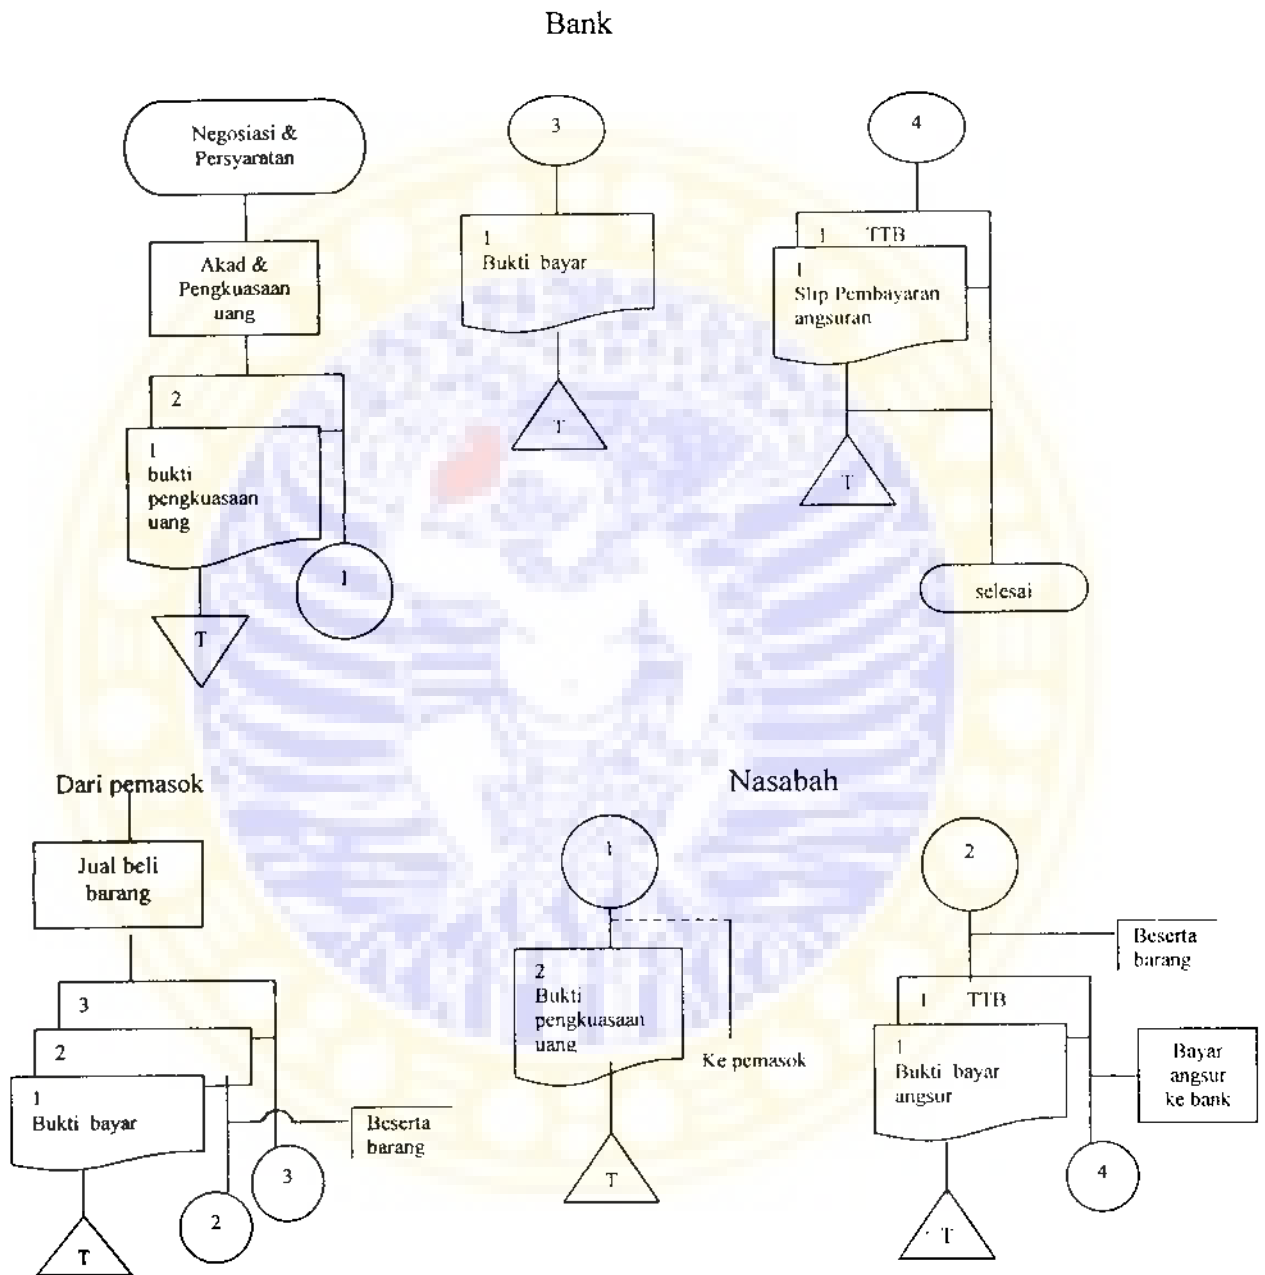 Bank
Negosiasi &
Persyaratan
Akad &
Pengkuasaan
uang
2
1
bukti
pengkuasaan
uang
1
T
3
1
Bukti bayar
T
4
1 TTB
1
Slip Pembayaran
angsuran
T
selesai
Dari pemasok
Jual beli
barang
3
2
1
Bukti bayar
Beserta
barang
3
2
T
Nasabah
1
2
Bukti
pengkuasaan
uang
Ke pemasok
T
2
Beserta
barang
1 TTB
1
Bukti bayar
angsur
Bayar
angsur
ke bank
4
T